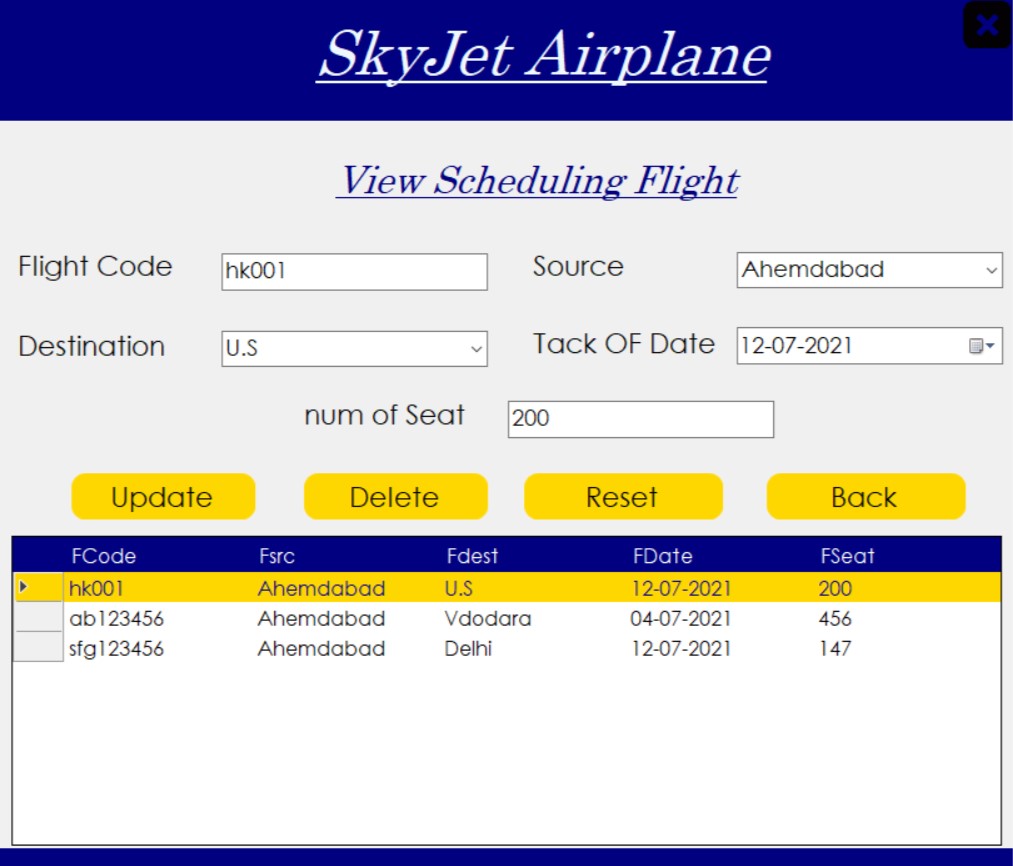 SkyJet Airplane
View Scheduling Flight
Flight Code hk001 Source Ahemdabad
Destination U.S Tack OF Date 12-07-2021
num of Seat 200
Update Delete Reset Back
FCode Fsrc Fdest FDate FSeat
hk001 Ahemdabad U.S 12-07-2021 200
ab123456 Ahemdabad Vdodara 04-07-2021 456
sfg123456 Ahemdabad Delhi 12-07-2021 147